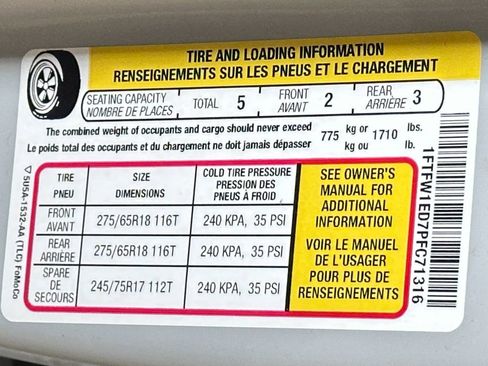 TIRE AND LOADING INFORMATION
RENSEIGNEMENTS SUR LES PNEUS ET LE CHARGEMENT
SEATING CAPACITY
NOMBRE DE PLACES
TOTAL 5
FRONT
AVANT 2
REAR
ARRIÈRE 3
The combined weight of occupants and cargo should never exceed 775 kg or 1710 lbs.
Le poids total des occupants et du chargement ne doit jamais dépasser kg ou lb.
TIRE
PNEU
SIZE
DIMENSIONS
COLD TIRE PRESSURE
PRESSION DES
PNEUS À FROID
FRONT
AVANT
275/65R18 116T
240 KPA, 35 PSI
REAR
ARRIÈRE
275/65R18 116T
240 KPA, 35 PSI
SPARE
DE
SECOURS
245/75R17 112T
240 KPA, 35 PSI
SEE OWNER'S
MANUAL FOR
ADDITIONAL
INFORMATION
VOIR LE MANUEL
DE L'USAGER
POUR PLUS DE
RENSEIGNEMENTS
5U5A-1532-AA (TLC) FoMoCo
1FTFW1ED7PFC71316